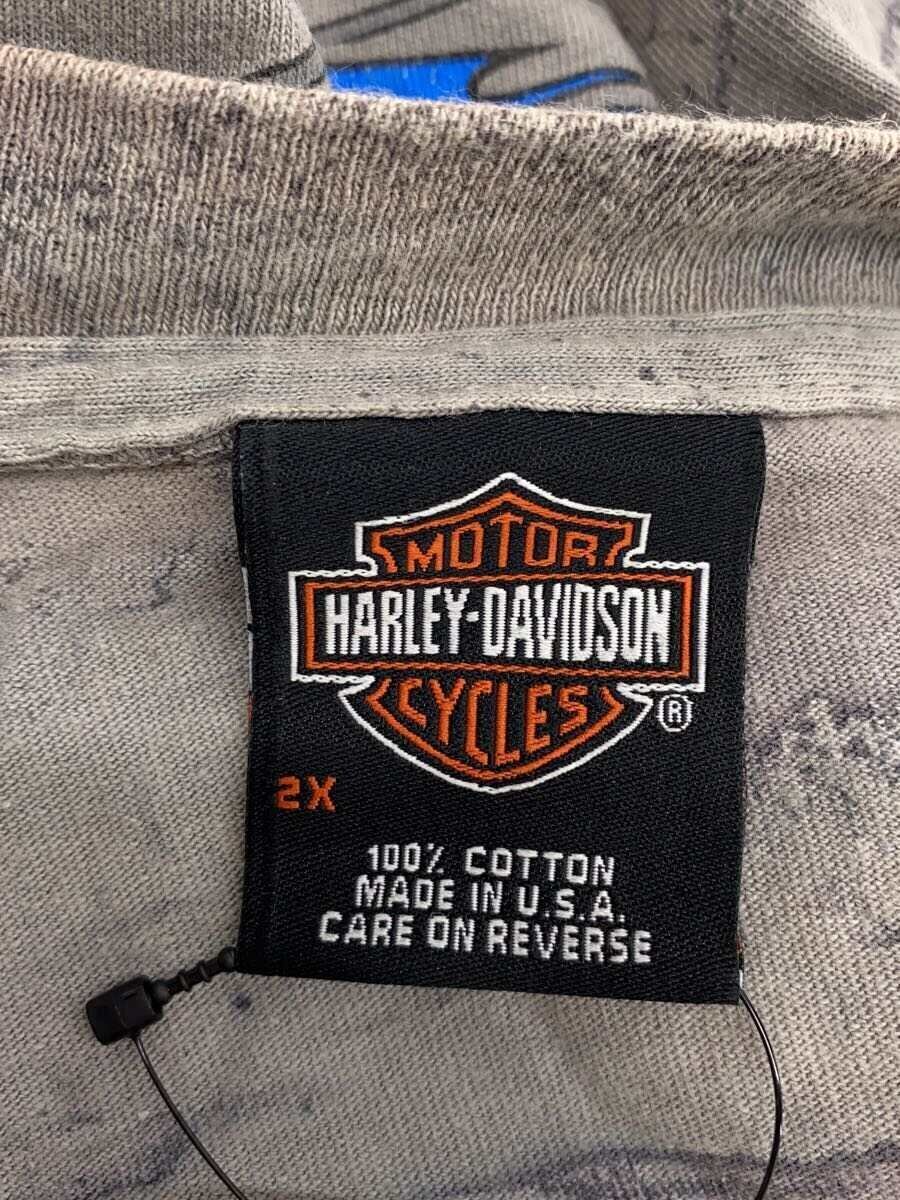 MOTOR
HARLEY-DAVIDSON
CYCLES
®
2X
100% COTTON
MADE IN U.S.A.
CARE ON REVERSE